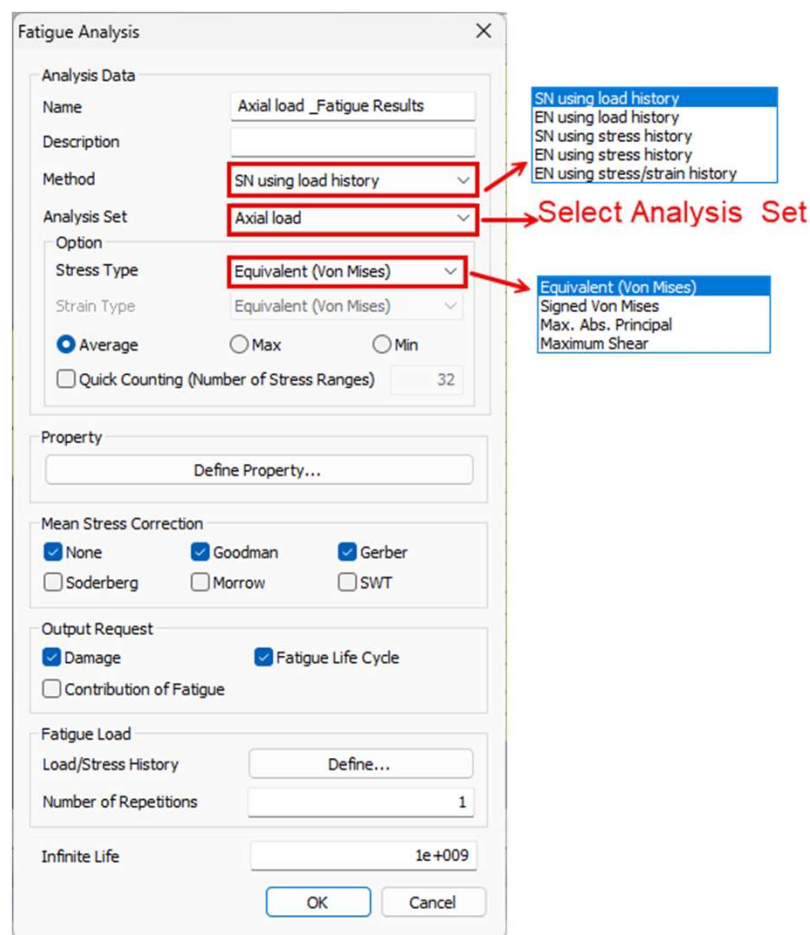 Fatigue Analysis
Analysis Data
Name Axial load _Fatigue Results
Description
Method SN using load history
Analysis Set Axial load
Option
Stress Type Equivalent (Von Mises)
Strain Type Equivalent (Von Mises)
Average Max Min
Quick Counting (Number of Stress Ranges) 32
Property
Define Property...
Mean Stress Correction
None Goodman Gerber
Soderberg Morrow SWT
Output Request
Damage Fatigue Life Cycle
Contribution of Fatigue
Fatigue Load
Load/Stress History Define...
Number of Repetitions 1
Infinite Life 1e+009
OK Cancel
SN using load history
EN using load history
SN using stress history
EN using stress history
EN using stress/strain history
Select Analysis Set
Equivalent (Von Mises)
Signed Von Mises
Max. Abs. Principal
Maximum Shear